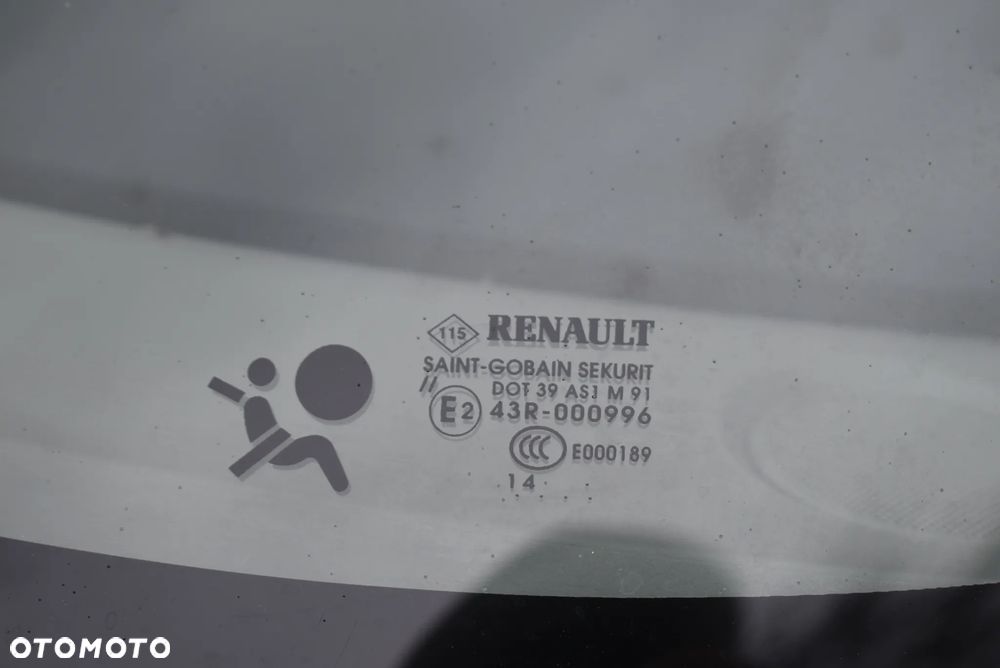 115 RENAULT
SAINT-GOBAIN SEKURIT
// DOT 39 AS1 M 91
E2 43R-000996
CCC E000189
14
OTOMOTO